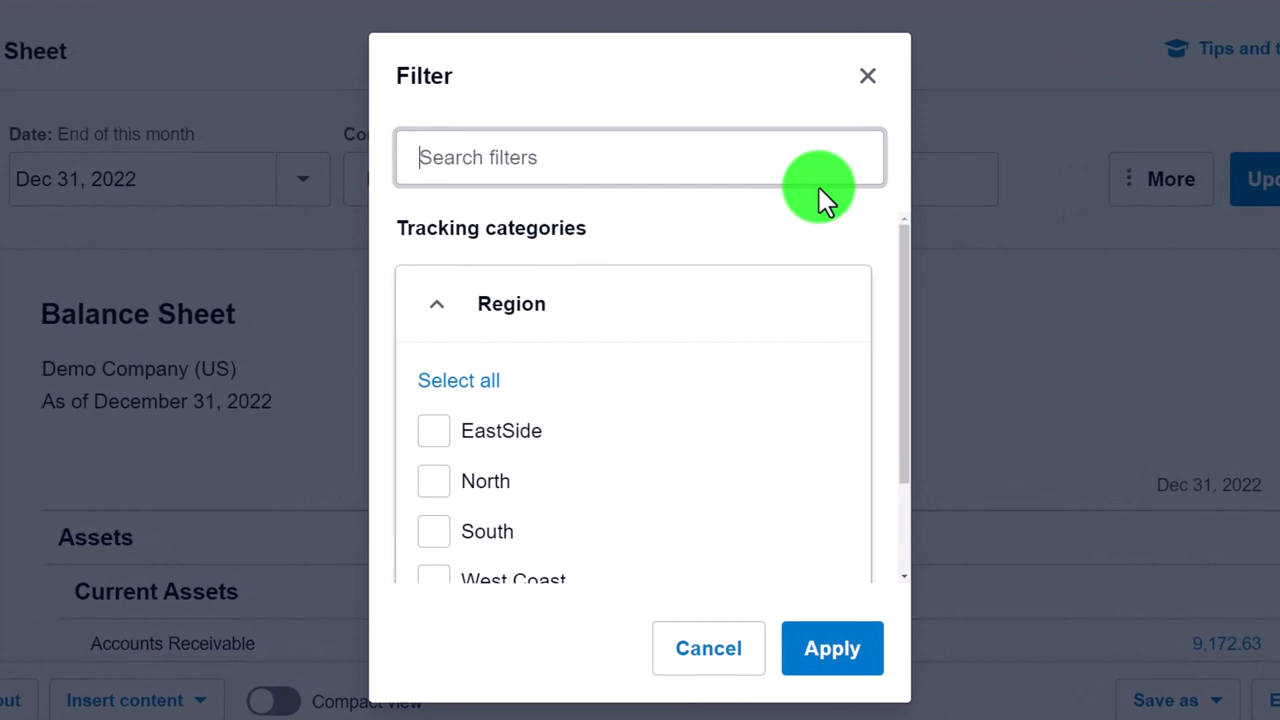 Sheet
Tips and t
Date: End of this month
Co
Dec 31, 2022
More
Upd
Balance Sheet
Demo Company (US)
As of December 31, 2022
Dec 31, 2022
Assets
Current Assets
Accounts Receivable
9,172.63
out
Insert content
Compact view
Save as
E
Filter
Search filters
Tracking categories
Region
Select all
EastSide
North
South
West Coast
Cancel
Apply